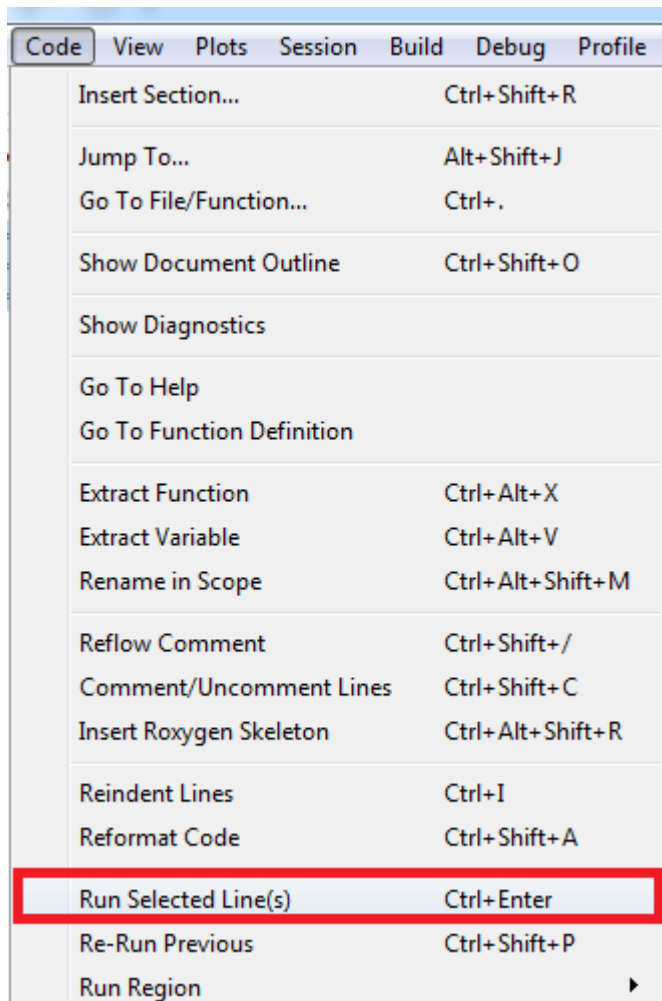 Code View Plots Session Build Debug Profile
Insert Section... Ctrl+Shift+R
Jump To... Alt+Shift+J
Go To File/Function... Ctrl+.
Show Document Outline Ctrl+Shift+O
Show Diagnostics
Go To Help
Go To Function Definition
Extract Function Ctrl+Alt+X
Extract Variable Ctrl+Alt+V
Rename in Scope Ctrl+Alt+Shift+M
Reflow Comment Ctrl+Shift+/
Comment/Uncomment Lines Ctrl+Shift+C
Insert Roxygen Skeleton Ctrl+Alt+Shift+R
Reindent Lines Ctrl+I
Reformat Code Ctrl+Shift+A
Run Selected Line(s) Ctrl+Enter
Re-Run Previous Ctrl+Shift+P
Run Region